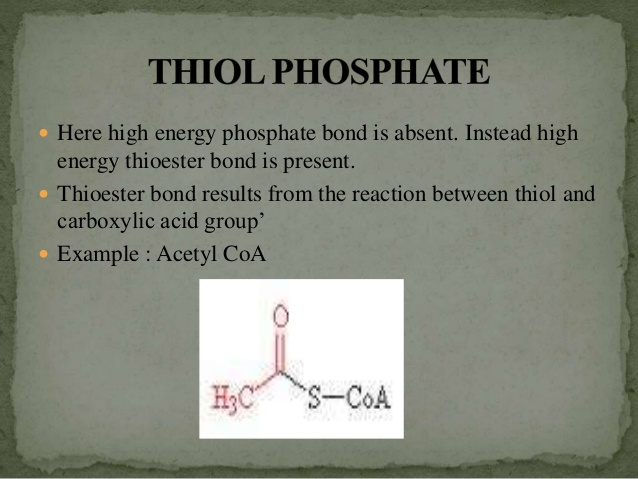 THIOL PHOSPHATE
Here high energy phosphate bond is absent. Instead high
energy thioester bond is present.
Thioester bond results from the reaction between thiol and
carboxylic acid group’
Example : Acetyl CoA
O
H₃C
S—CoA